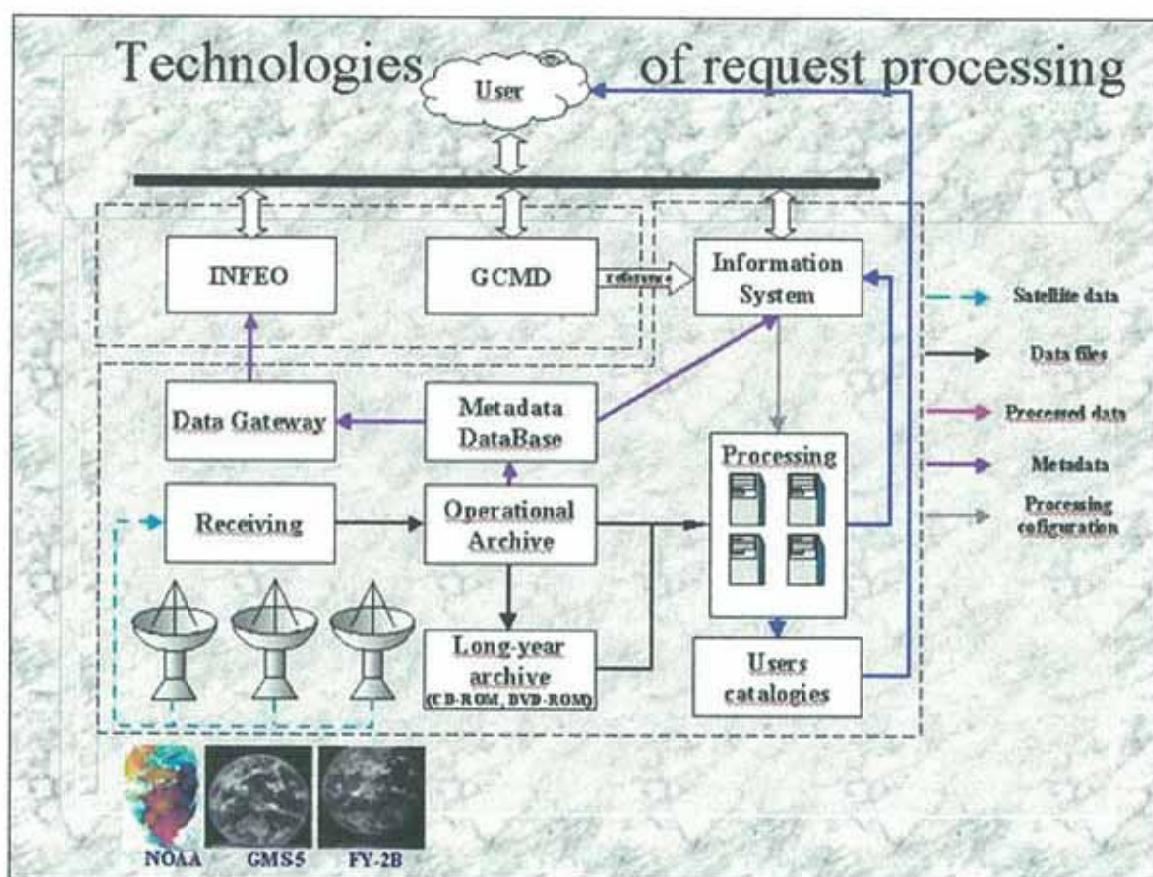 Technologies of request processing
User
INFEO
GCMD
reference
Information
System
Satellite data
Data files
Processed data
Metadata
Processing
cofiguration
Data Gateway
Metadata
DataBase
Processing
Receiving
Operational
Archive
Long-year
archive
(CD-ROM, DVD-ROM)
Users
catalogies
NOAA
GMS5
FY-2B